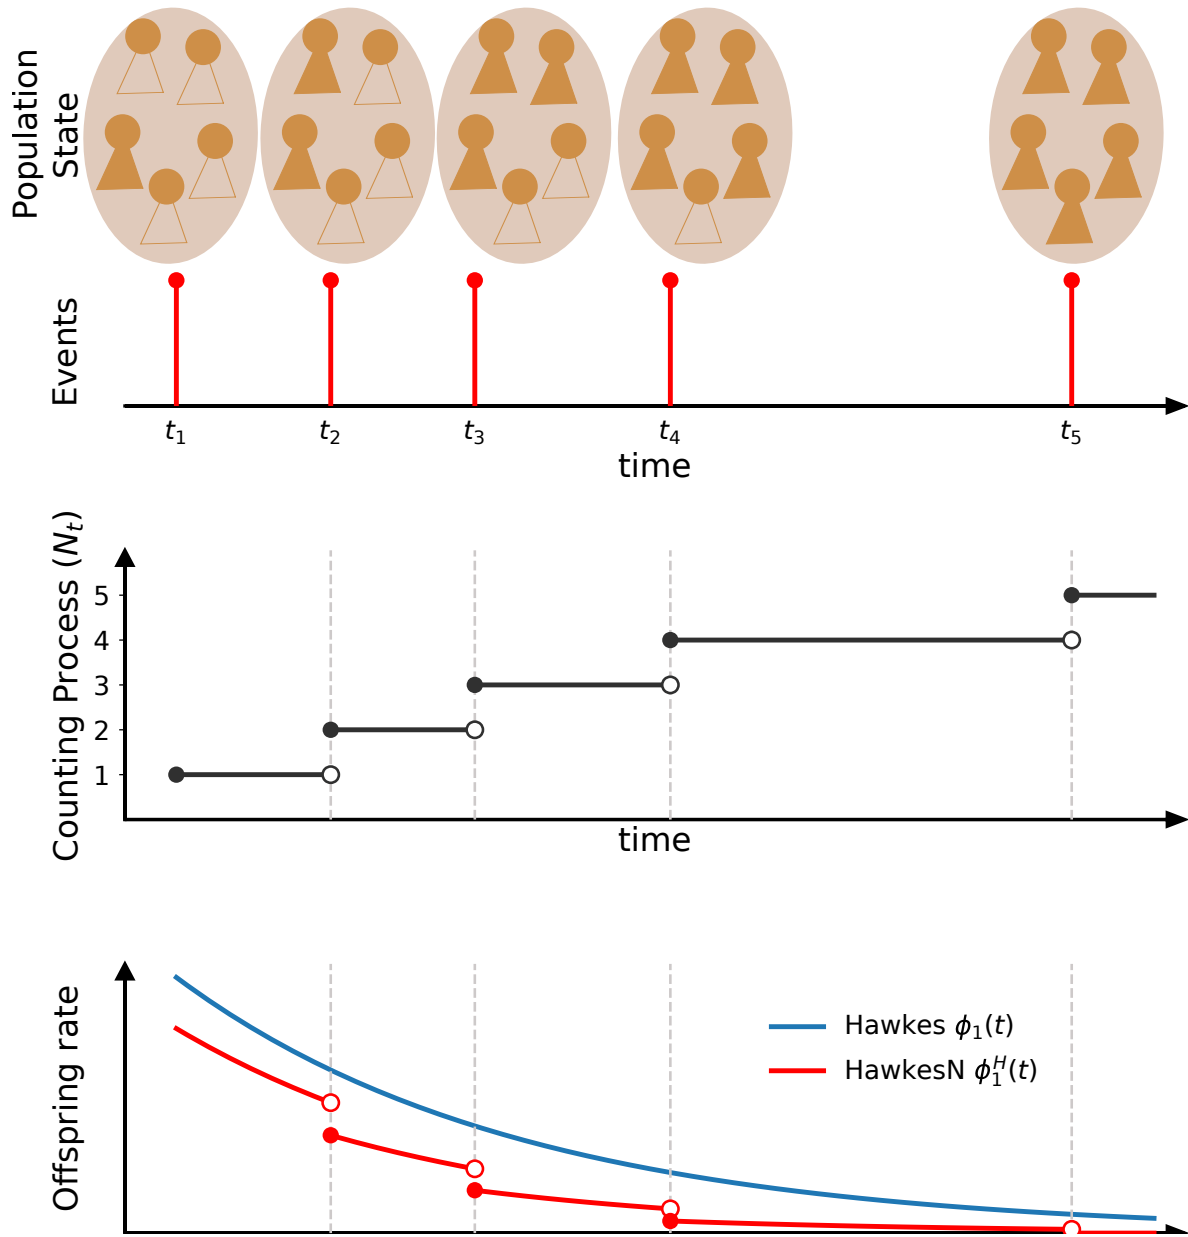 Population
State
Events
t₁ t₂ t₃ t₄ t₅
time
Counting Process (Nₜ)
5
4
3
2
1
time
Offspring rate
Hawkes ϕ₁(t)
HawkesN ϕ₁ᴴ(t)